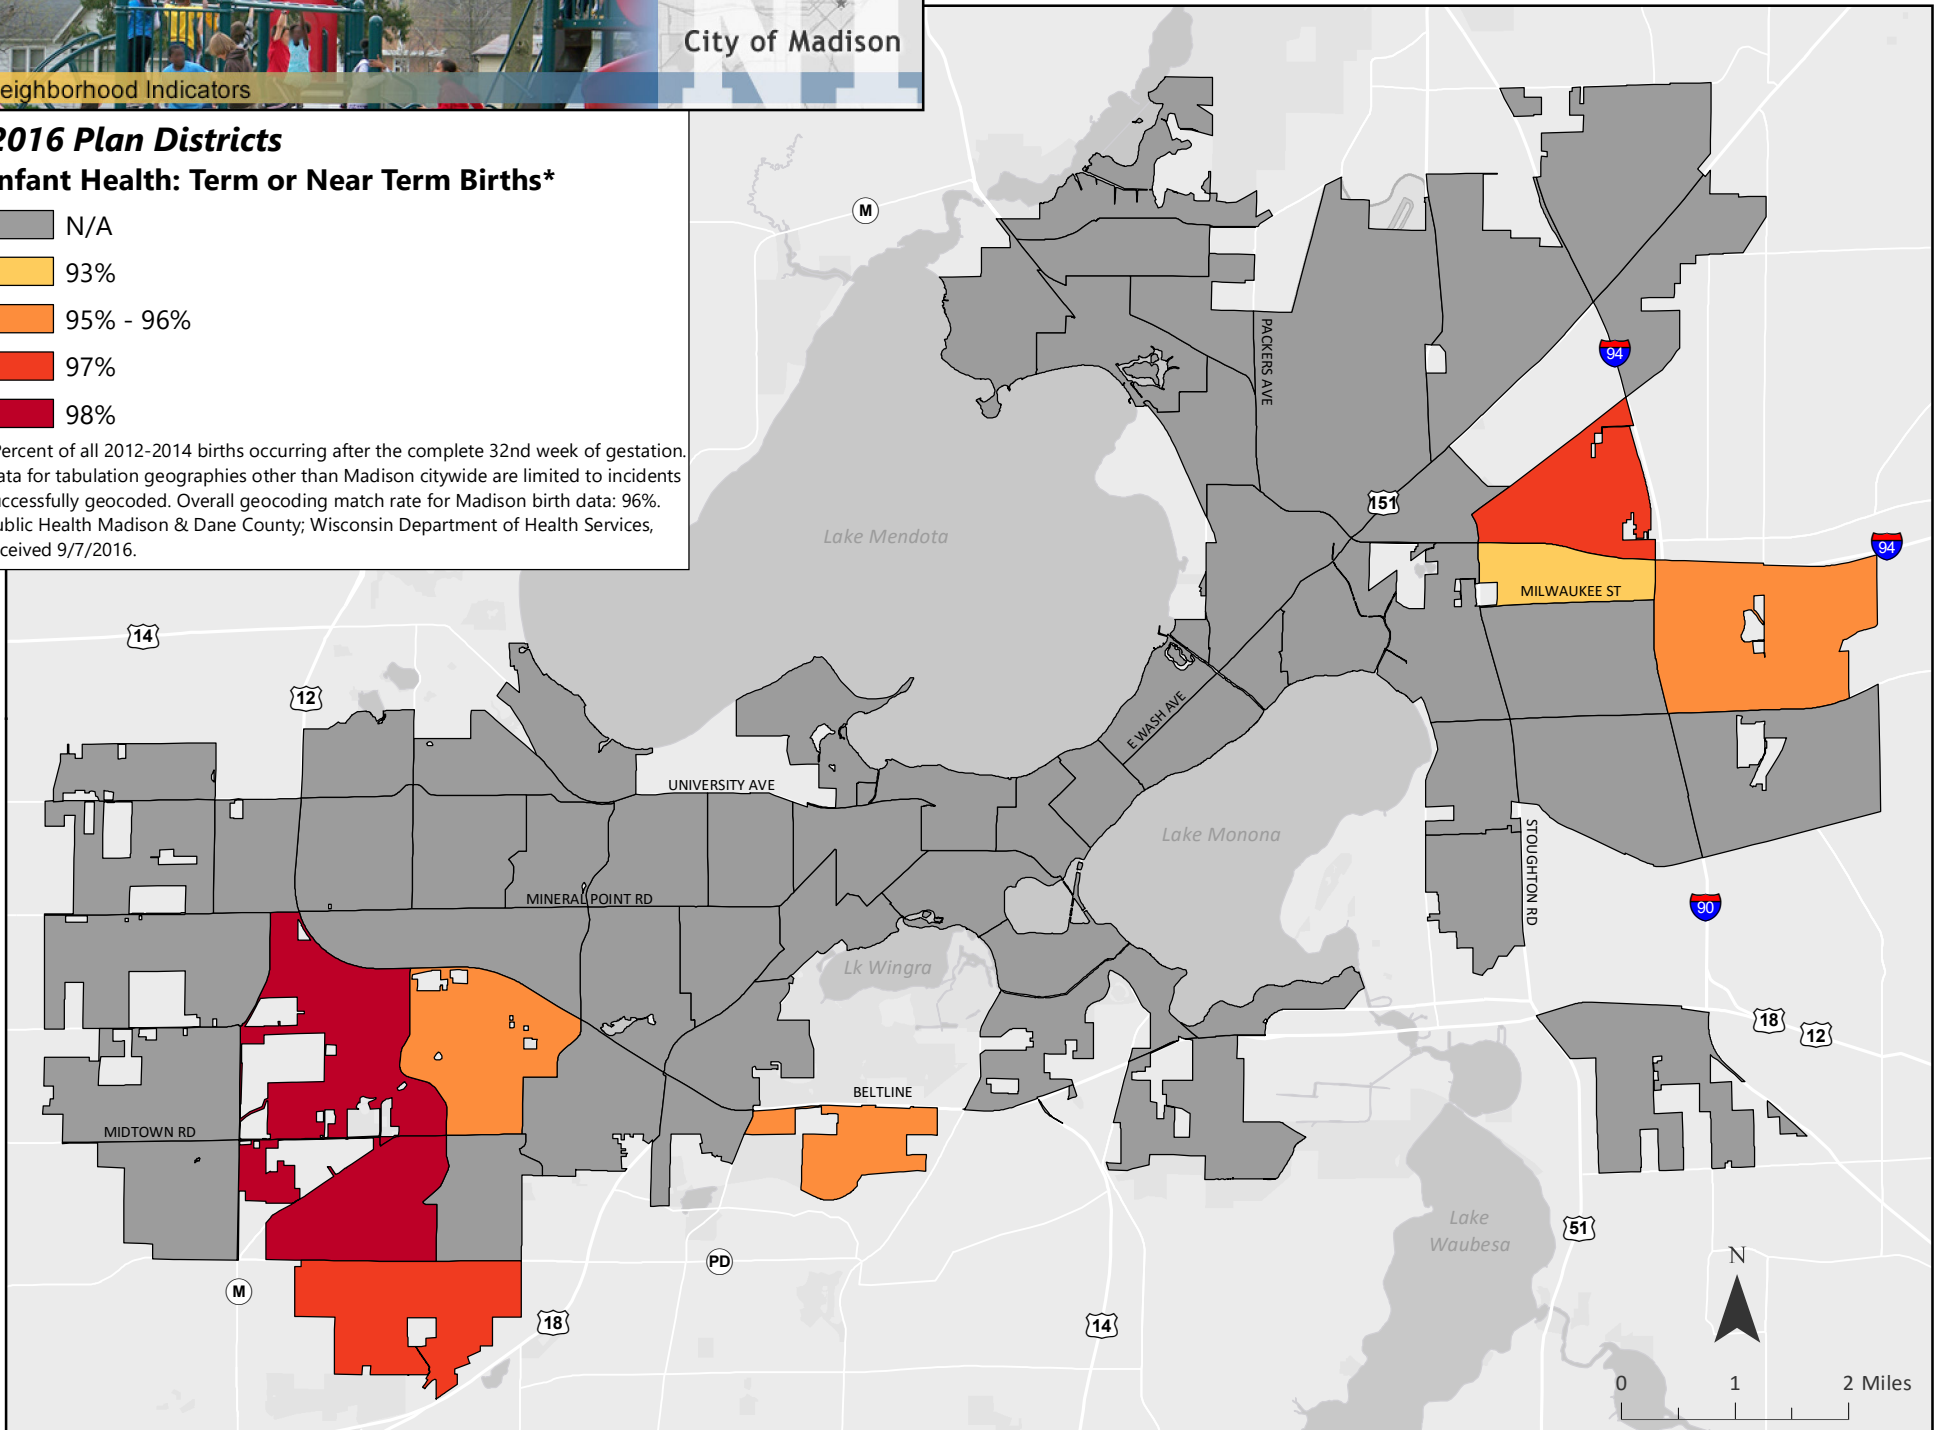 City of Madison
eighborhood Indicators
2016 Plan Districts
nfant Health: Term or Near Term Births*
N/A
93%
95% - 96%
97%
98%
Percent of all 2012-2014 births occurring after the complete 32nd week of gestation.
ata for tabulation geographies other than Madison citywide are limited to incidents
uccessfully geocoded. Overall geocoding match rate for Madison birth data: 96%.
ublic Health Madison & Dane County; Wisconsin Department of Health Services,
ceived 9/7/2016.
M
PACKERS AVE
94
151
94
Lake Mendota
MILWAUKEE ST
14
12
E WASH AVE
UNIVERSITY AVE
Lake Monona
STOUGHTON RD
MINERAL POINT RD
90
Lk Wingra
18
12
BELTLINE
MIDTOWN RD
Lake
Waubesa
51
PD
N
M
18
14
0 1 2 Miles